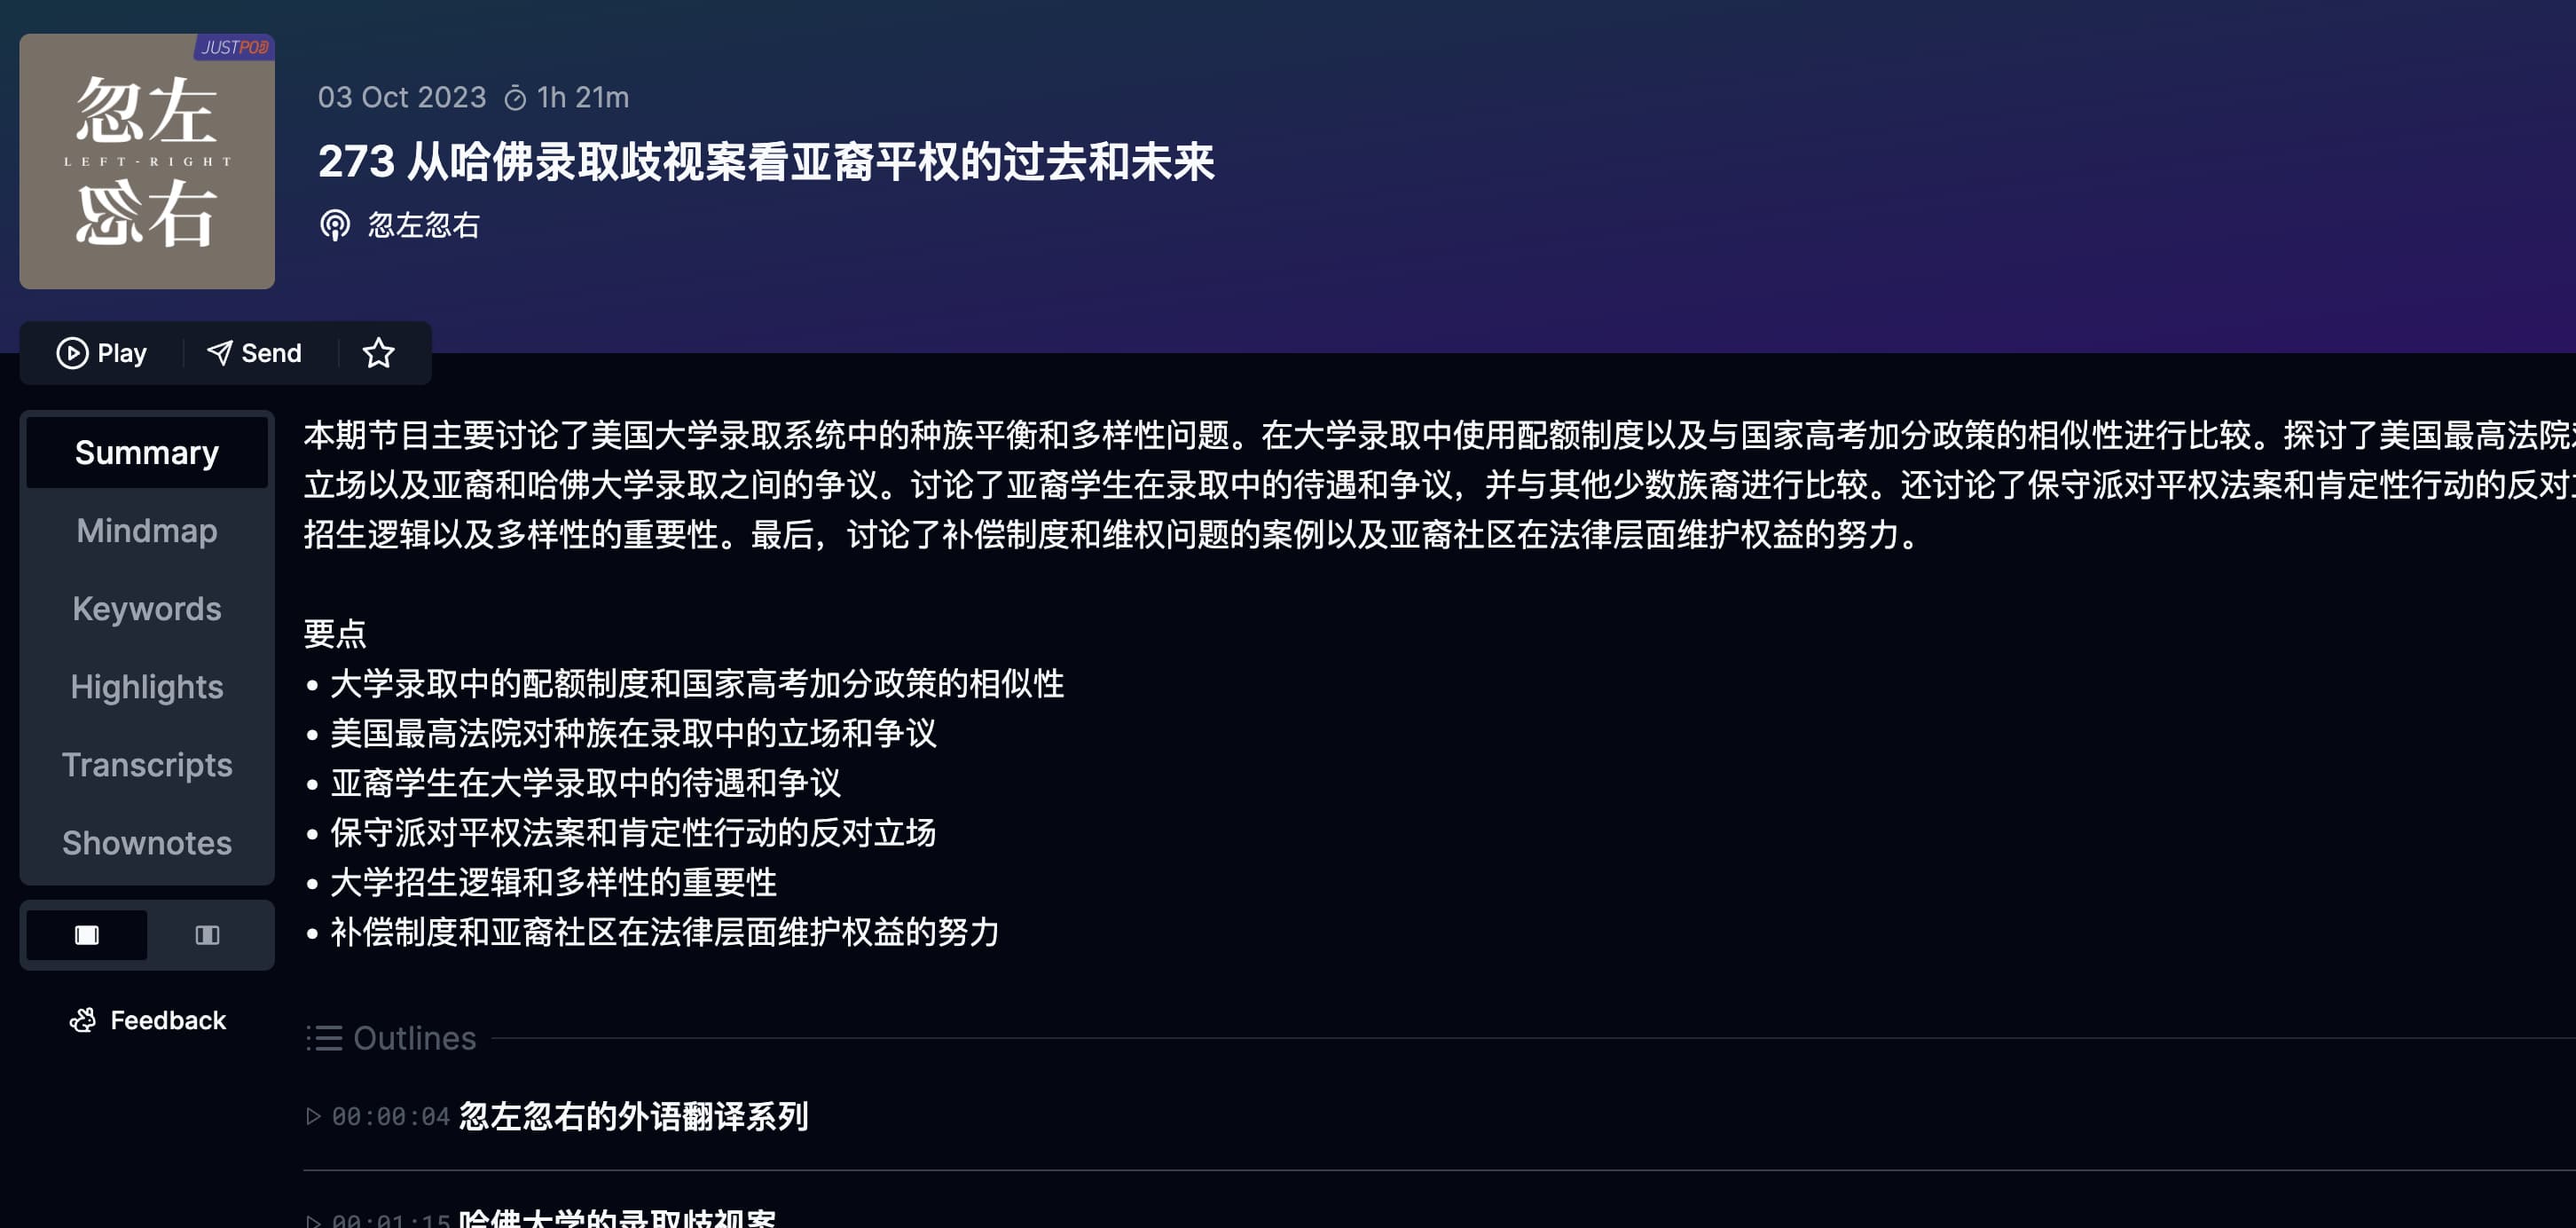 JUSTPOD
忽左
LEFT-RIGHT
忽右
03 Oct 2023 1h 21m
273 从哈佛录取歧视案看亚裔平权的过去和未来
忽左忽右
Play Send
Summary
Mindmap
Keywords
Highlights
Transcripts
Shownotes
Feedback
本期节目主要讨论了美国大学录取系统中的种族平衡和多样性问题。在大学录取中使用配额制度以及与国家高考加分政策的相似性进行比较。探讨了美国最高法院
立场以及亚裔和哈佛大学录取之间的争议。讨论了亚裔学生在录取中的待遇和争议，并与其他少数族裔进行比较。还讨论了保守派对平权法案和肯定性行动的反对
招生逻辑以及多样性的重要性。最后，讨论了补偿制度和维权问题的案例以及亚裔社区在法律层面维护权益的努力。
要点
• 大学录取中的配额制度和国家高考加分政策的相似性
• 美国最高法院对种族在录取中的立场和争议
• 亚裔学生在大学录取中的待遇和争议
• 保守派对平权法案和肯定性行动的反对立场
• 大学招生逻辑和多样性的重要性
• 补偿制度和亚裔社区在法律层面维护权益的努力
Outlines
00:00:04 忽左忽右的外语翻译系列
00:01:15 哈佛大学的录取歧视案